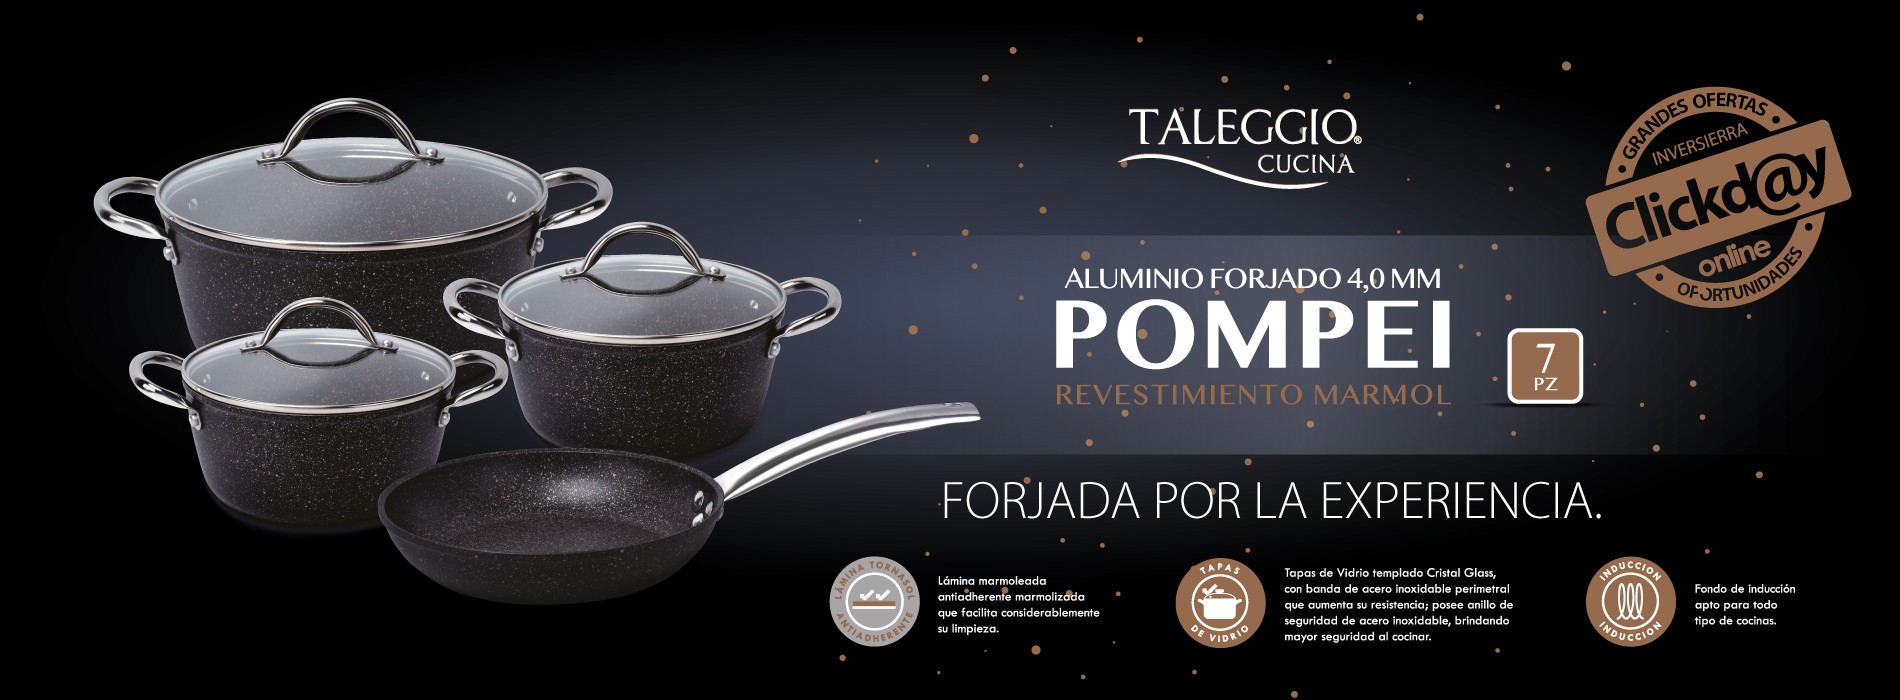 TALEGGIO®
CUCINA
GRANDES OFERTAS
INVERSIERRA
Clickd@y
online
OPORTUNIDADES
ALUMINIO FORJADO 4,0 MM
POMPEI
REVESTIMIENTO MARMOL
7
PZ
FORJADA POR LA EXPERIENCIA.
LÁMINA TORNASOL
ANTIADHERENTE
Lámina marmoleada
antiadherente marmolizada
que facilita considerablemente
su limpieza.
TAPAS
DE VIDRIO
Tapas de Vidrio templado Cristal Glass,
con banda de acero inoxidable perimetral
que aumenta su resistencia; posee anillo de
seguridad de acero inoxidable, brindando
mayor seguridad al cocinar.
INDUCCION
INDUCCION
Fondo de inducción
apto para todo
tipo de cocinas.